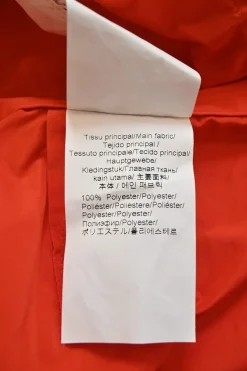 Tissu principal/Main fabric/
Tejido principal/
Tessuto principale/Tecido principal/
Hauptgewebe/
Kledingstuk/Главная ткань/
kain utama/主要面料/
本体/메인 패브릭
100% Polyester/Polyester/
Poliéster/Poliestere/Poliéster/
Polyester/Polyester/
Полиэфир/Polyester/
ポリエステル/폴리에스테르